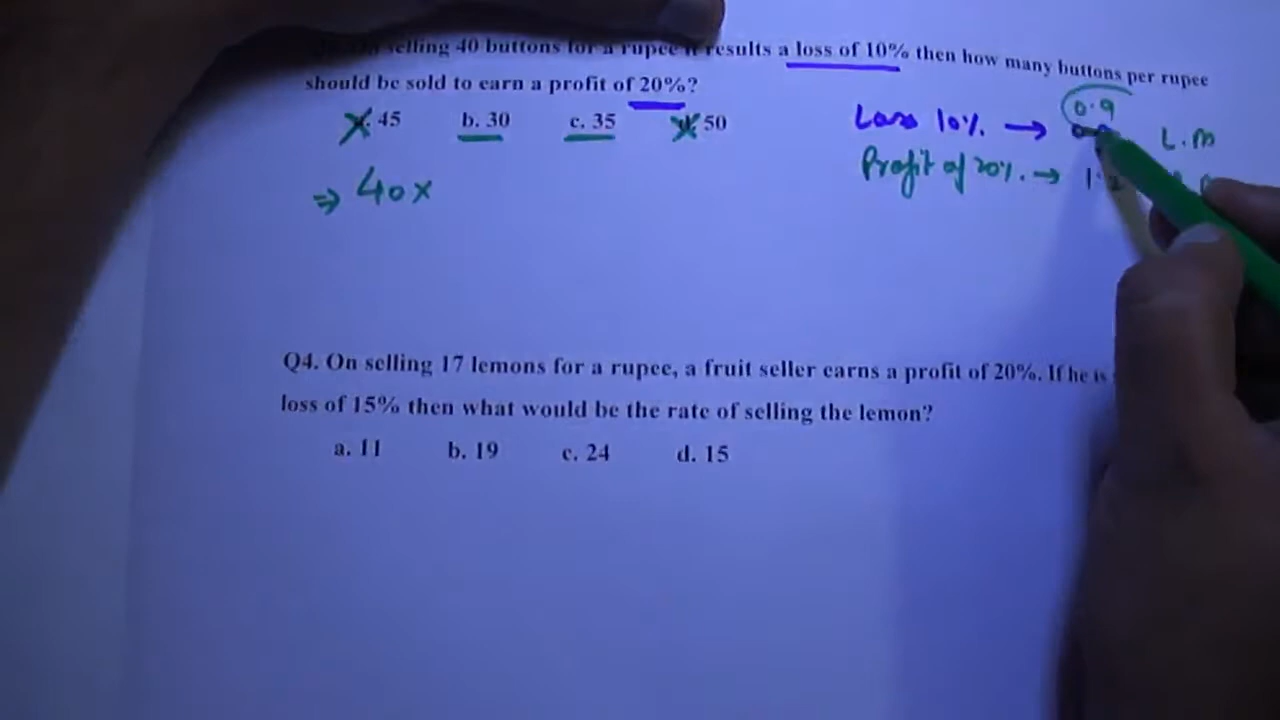 selling 40 buttons for a rupee it results a loss of 10% then how many buttons per rupee
should be sold to earn a profit of 20%?
45 b. 30 c. 35 50
Loss 10% → 0.9 L.M
Profit of 20% → 1.2
⇒ 40 x
Q4. On selling 17 lemons for a rupee, a fruit seller earns a profit of 20%. If he is
loss of 15% then what would be the rate of selling the lemon?
a. 11 b. 19 c. 24 d. 15